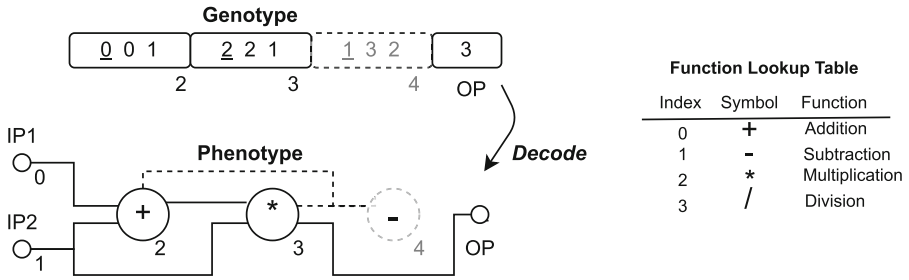 Genotype
0 0 1 2 2 1 1 3 2 3
2 3 4 OP
Decode
Phenotype
IP1
0
+ * -
2 3 4
IP2
1
OP
Function Lookup Table
Index Symbol Function
0 + Addition
1 - Subtraction
2 * Multiplication
3 / Division